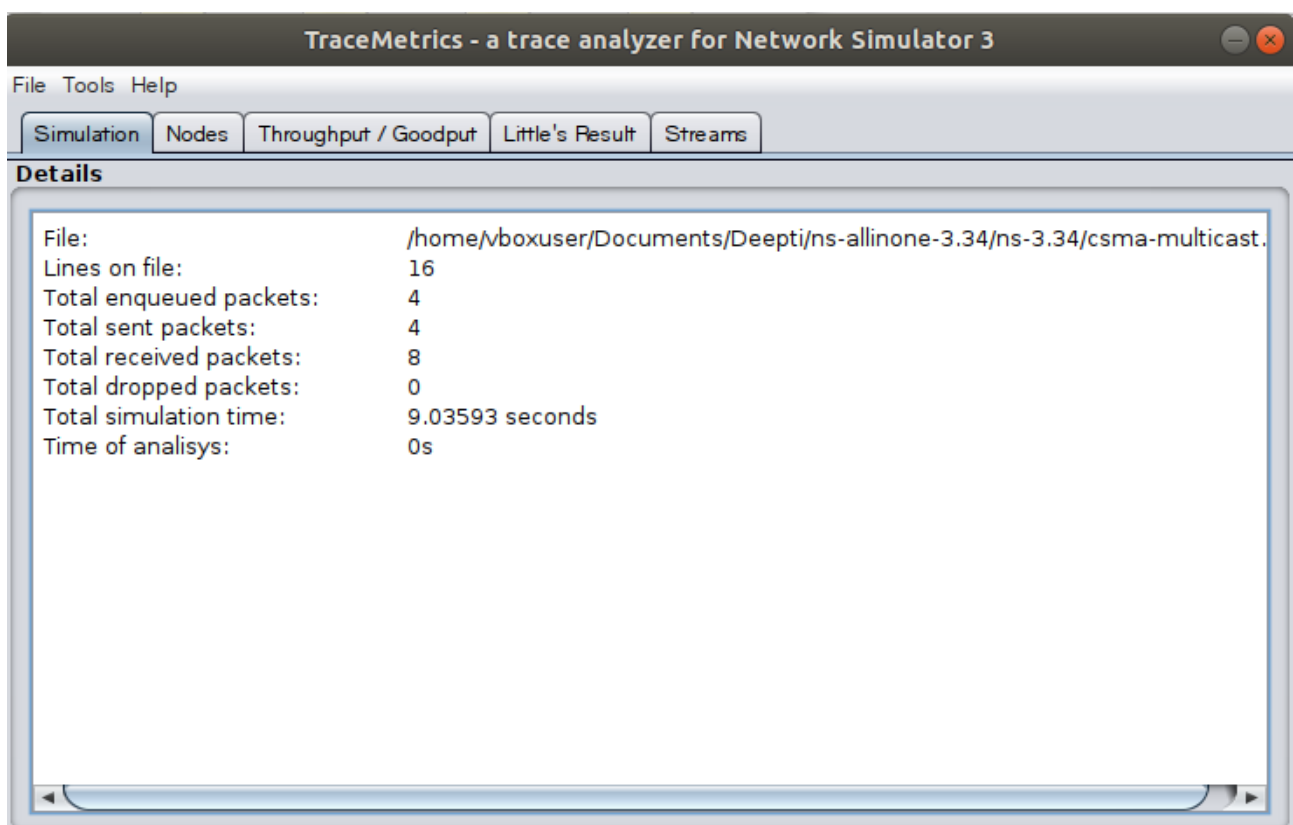 TraceMetrics - a trace analyzer for Network Simulator 3
File Tools Help
Simulation Nodes Throughput / Goodput Little's Result Streams
Details
File: /home/vboxuser/Documents/Deepti/ns-allinone-3.34/ns-3.34/csma-multicast.
Lines on file: 16
Total enqueued packets: 4
Total sent packets: 4
Total received packets: 8
Total dropped packets: 0
Total simulation time: 9.03593 seconds
Time of analisys: 0s